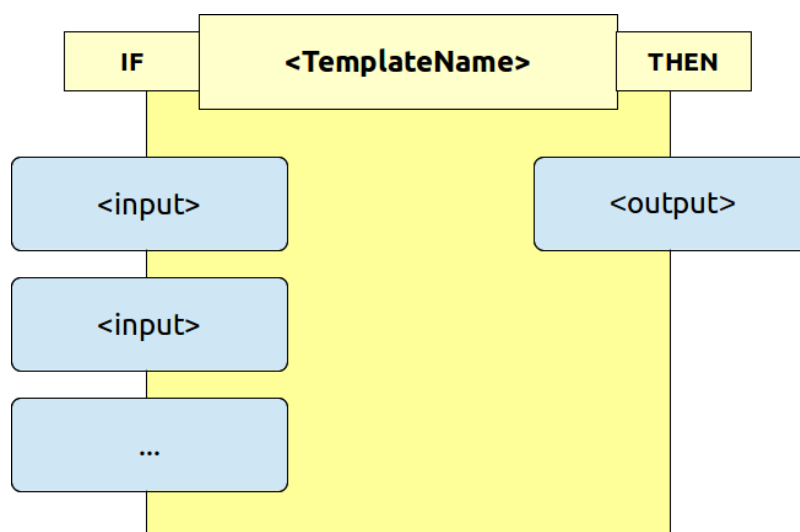 IF
<TemplateName>
THEN
<input>
<output>
<input>
...